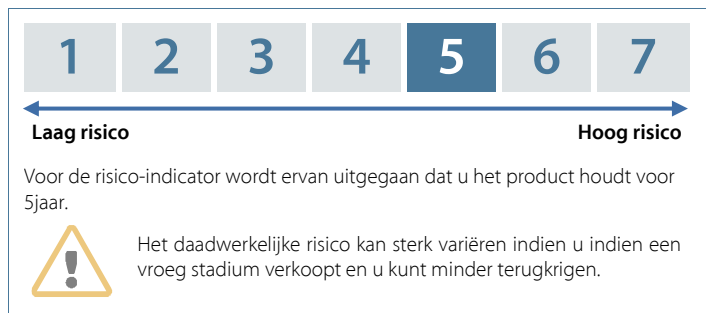 1 2 3 4 5 6 7
Laag risico Hoog risico
Voor de risico-indicator wordt ervan uitgegaan dat u het product houdt voor
5jaar.
Het daadwerkelijke risico kan sterk variëren indien u indien een
vroeg stadium verkoopt en u kunt minder terugkrigen.